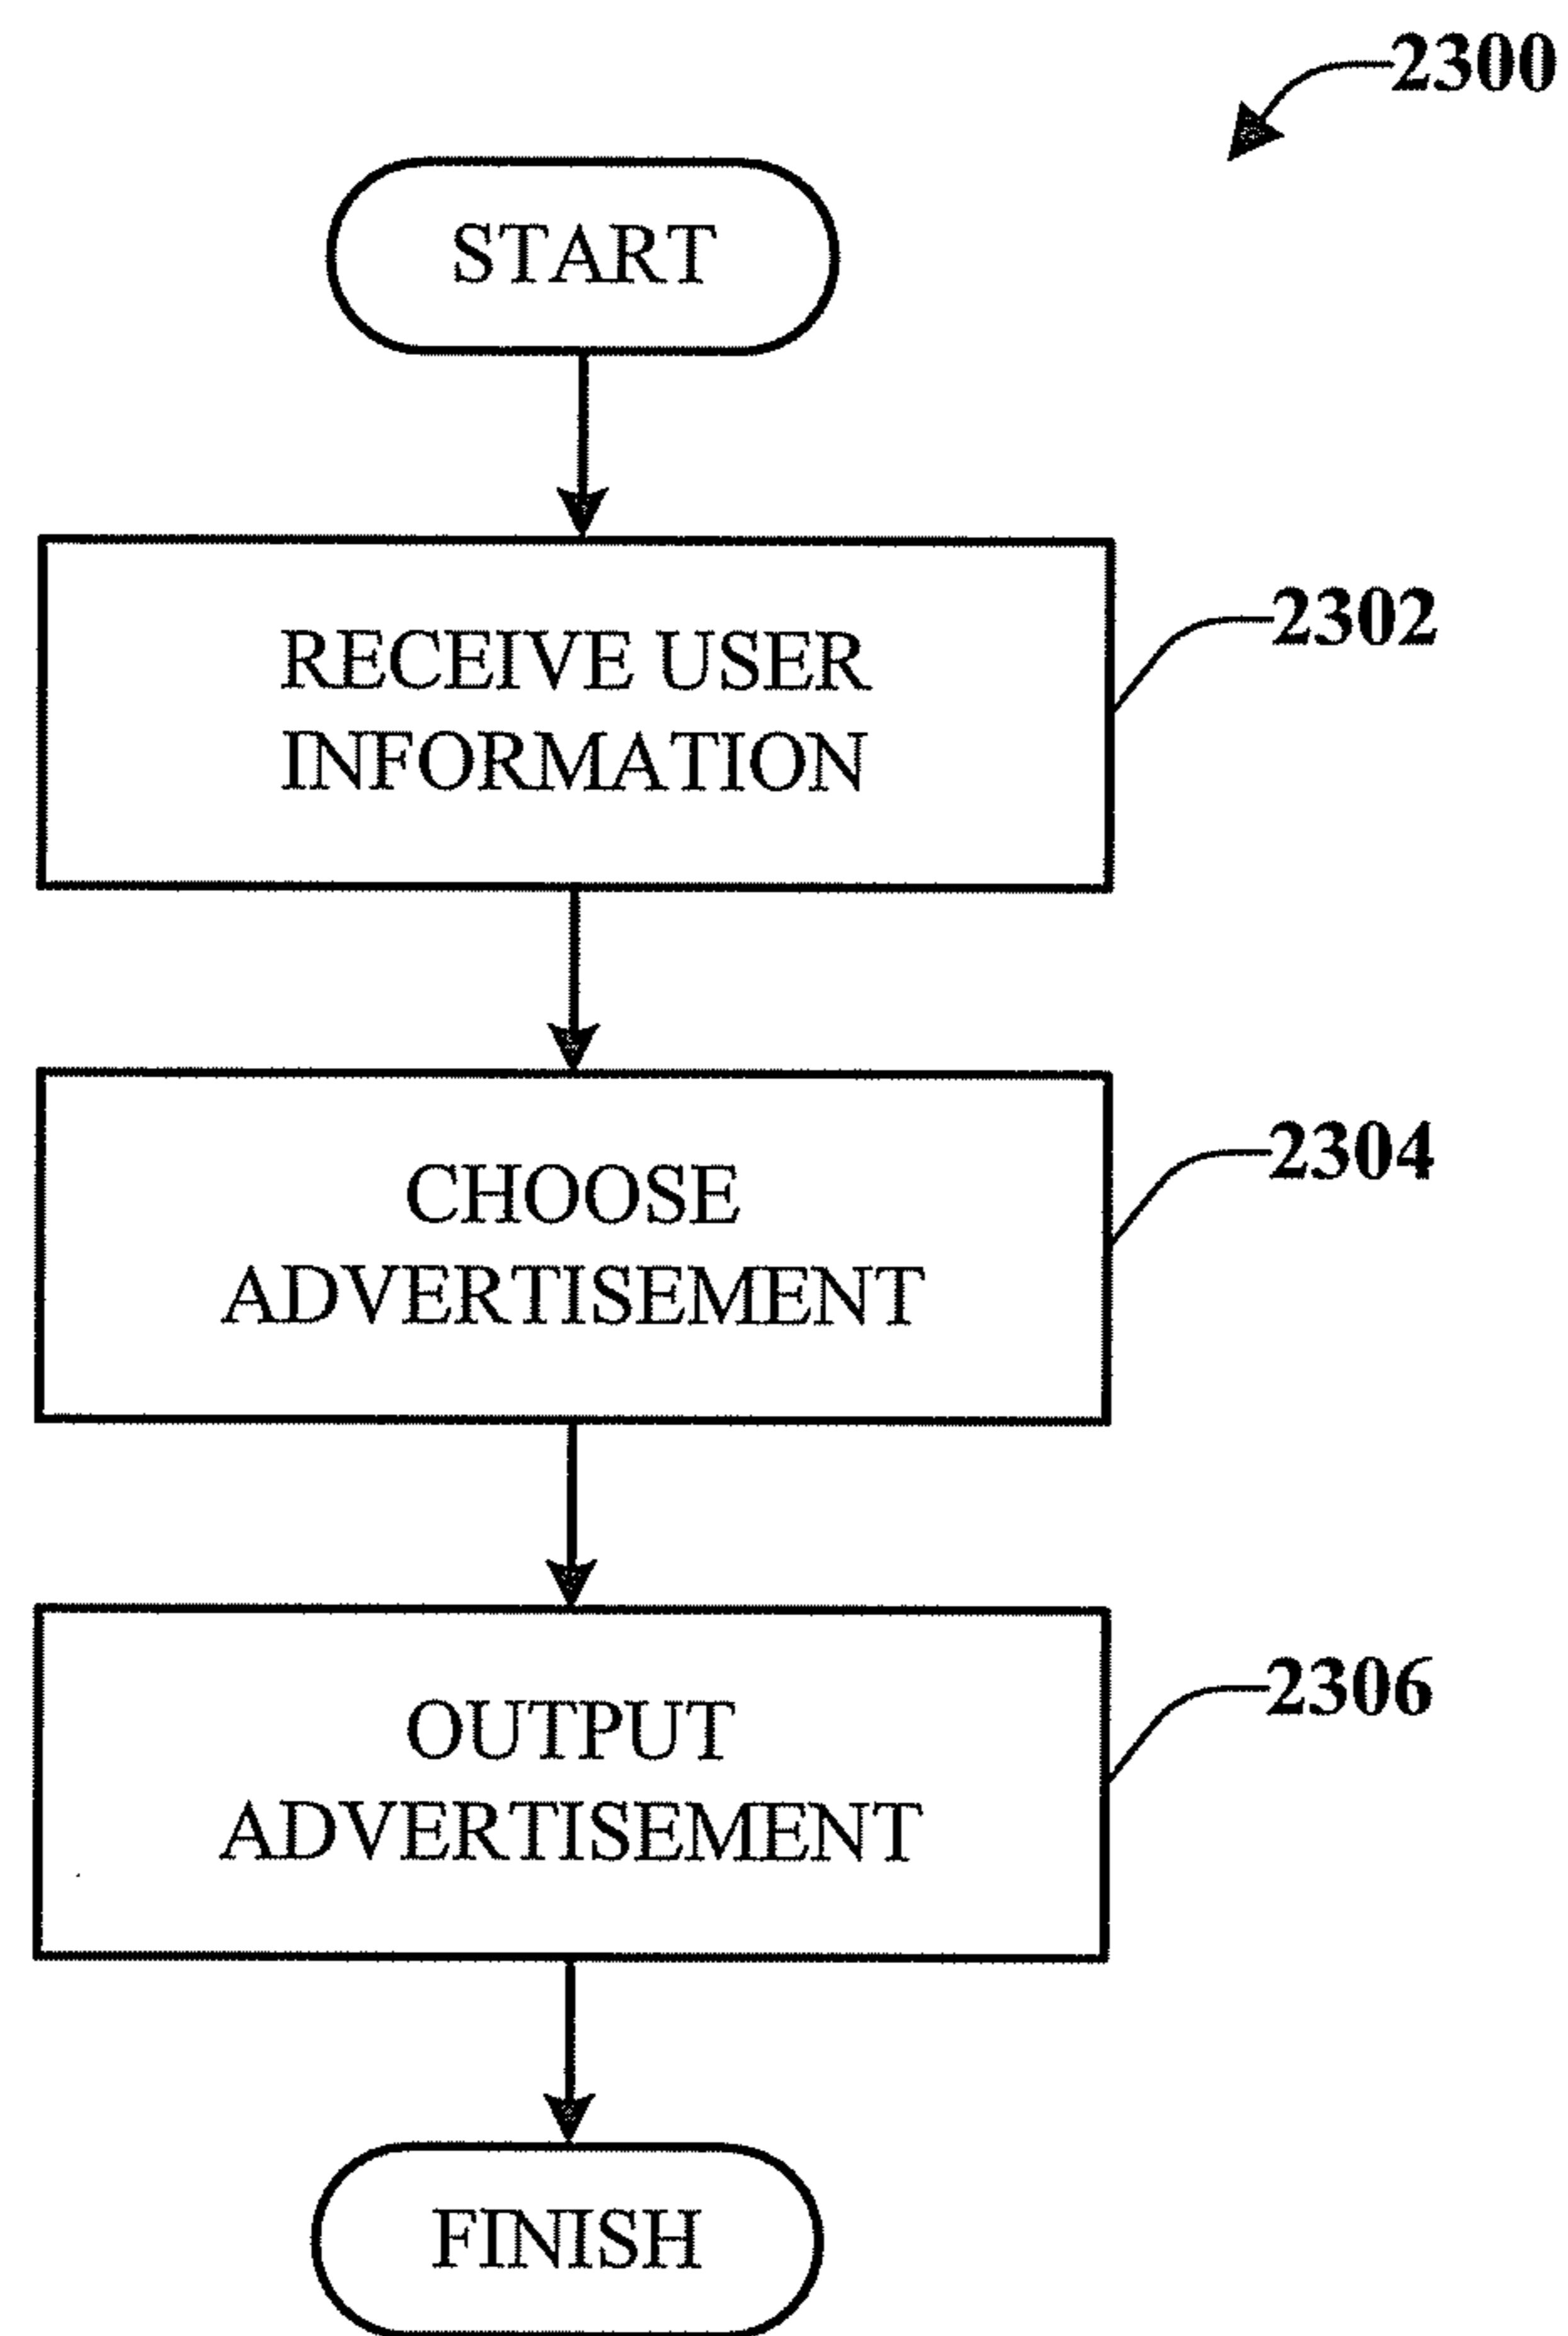 2300
START
RECEIVE USER
INFORMATION
2302
CHOOSE
ADVERTISEMENT
2304
OUTPUT
ADVERTISEMENT
2306
FINISH